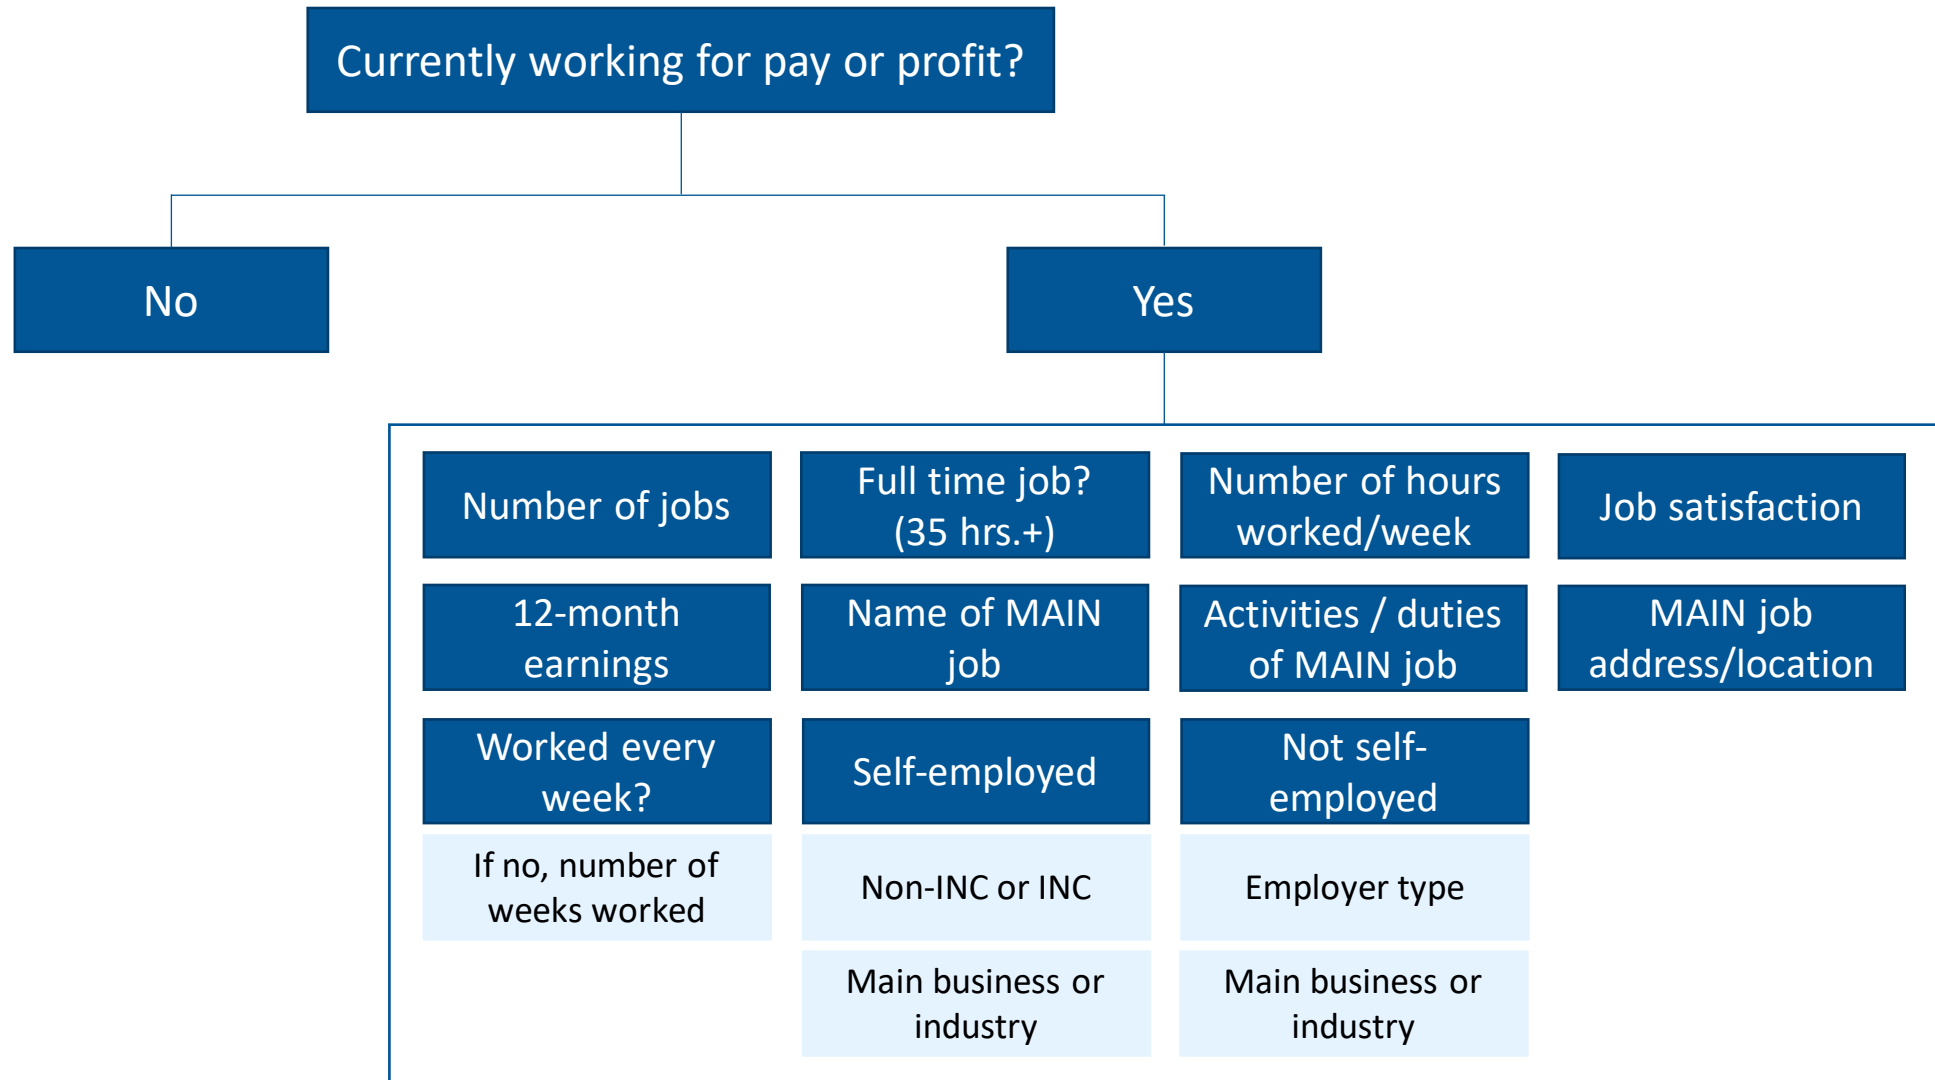 Currently working for pay or profit?
No
Yes
Number of jobs
Full time job?
(35 hrs.+)
Number of hours
worked/week
Job satisfaction
12-month
earnings
Name of MAIN
job
Activities / duties
of MAIN job
MAIN job
address/location
Worked every
week?
Self-employed
Not self-
employed
If no, number of
weeks worked
Non-INC or INC
Employer type
Main business or
industry
Main business or
industry